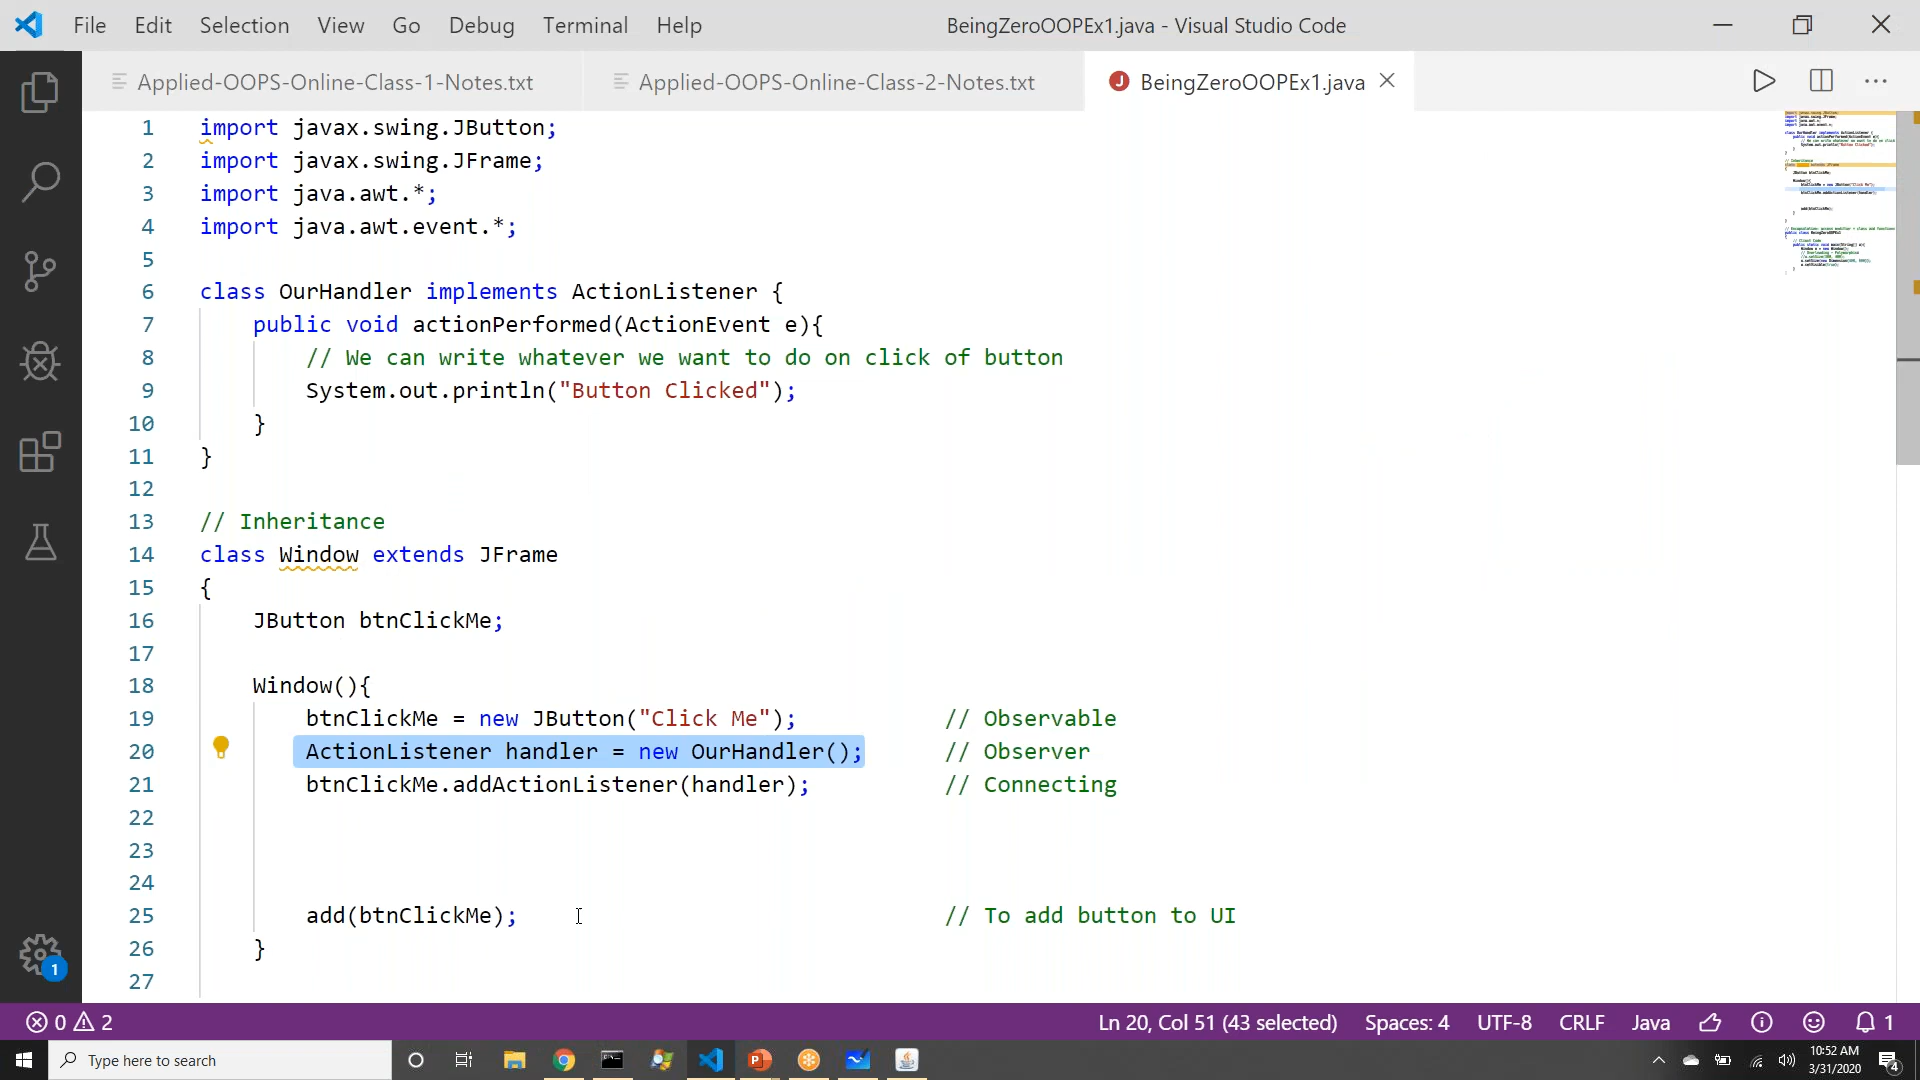 File Edit Selection View Go Debug Terminal Help BeingZeroOOPEx1.java - Visual Studio Code
Applied-OOPS-Online-Class-1-Notes.txt Applied-OOPS-Online-Class-2-Notes.txt J BeingZeroOOPEx1.java
1 import javax.swing.JButton;
2 import javax.swing.JFrame;
3 import java.awt.*;
4 import java.awt.event.*;
5
6 class OurHandler implements ActionListener {
7 public void actionPerformed(ActionEvent e){
8 // We can write whatever we want to do on click of button
9 System.out.println("Button Clicked");
10 }
11 }
12
13 // Inheritance
14 class Window extends JFrame
15 {
16 JButton btnClickMe;
17
18 Window(){
19 btnClickMe = new JButton("Click Me"); // Observable
20 ActionListener handler = new OurHandler(); // Observer
21 btnClickMe.addActionListener(handler); // Connecting
22
23
24
25 add(btnClickMe); // To add button to UI
26 }
27
1
0 2 Ln 20, Col 51 (43 selected) Spaces: 4 UTF-8 CRLF Java 1
Type here to search
10:52 AM
3/31/2020
4